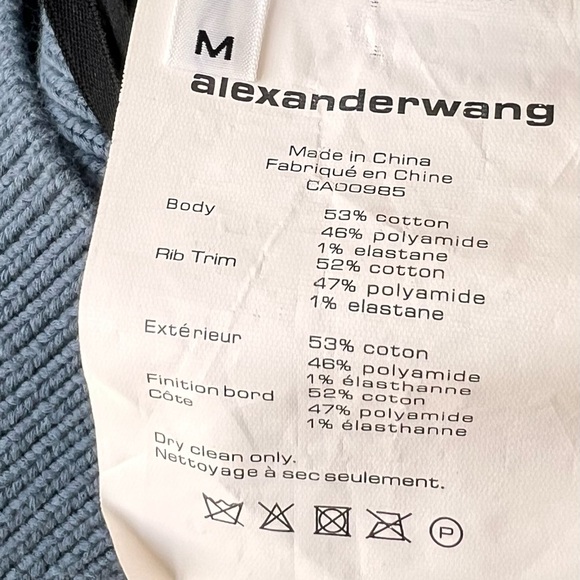 M
alexanderwang
Made in China
Fabriqué en Chine
CA00985
Body 53% cotton
46% polyamide
1% elastane
Rib Trim 52% cotton
47% polyamide
1% elastane
Extérieur 53% coton
46% polyamide
1% élasthanne
Finition bord 52% coton
Côte 47% polyamide
1% élasthanne
Dry clean only.
Nettoyage à sec seulement.
P